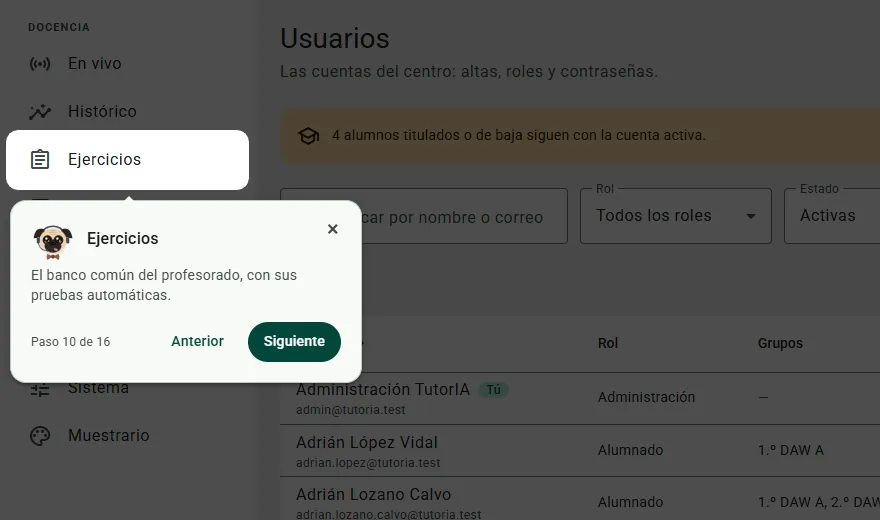 DOCENCIA
En vivo
Histórico
Ejercicios
Ejercicios
El banco común del profesorado, con sus
pruebas automáticas.
Paso 10 de 16
Anterior
Siguiente
Sistema
Muestrario
Usuarios
Las cuentas del centro: altas, roles y contraseñas.
4 alumnos titulados o de baja siguen con la cuenta activa.
por nombre o correo
Rol
Todos los roles
Estado
Activas
Rol
Grupos
Administración TutorIA
Tú
admin@tutoria.test
Administración
—
Adrián López Vidal
adrian.lopez@tutoria.test
Alumnado
1.º DAW A
Adrián Lozano Calvo
adrian.lozano.calvo@tutoria.test
Alumnado
1.º DAW A, 2.º DAW